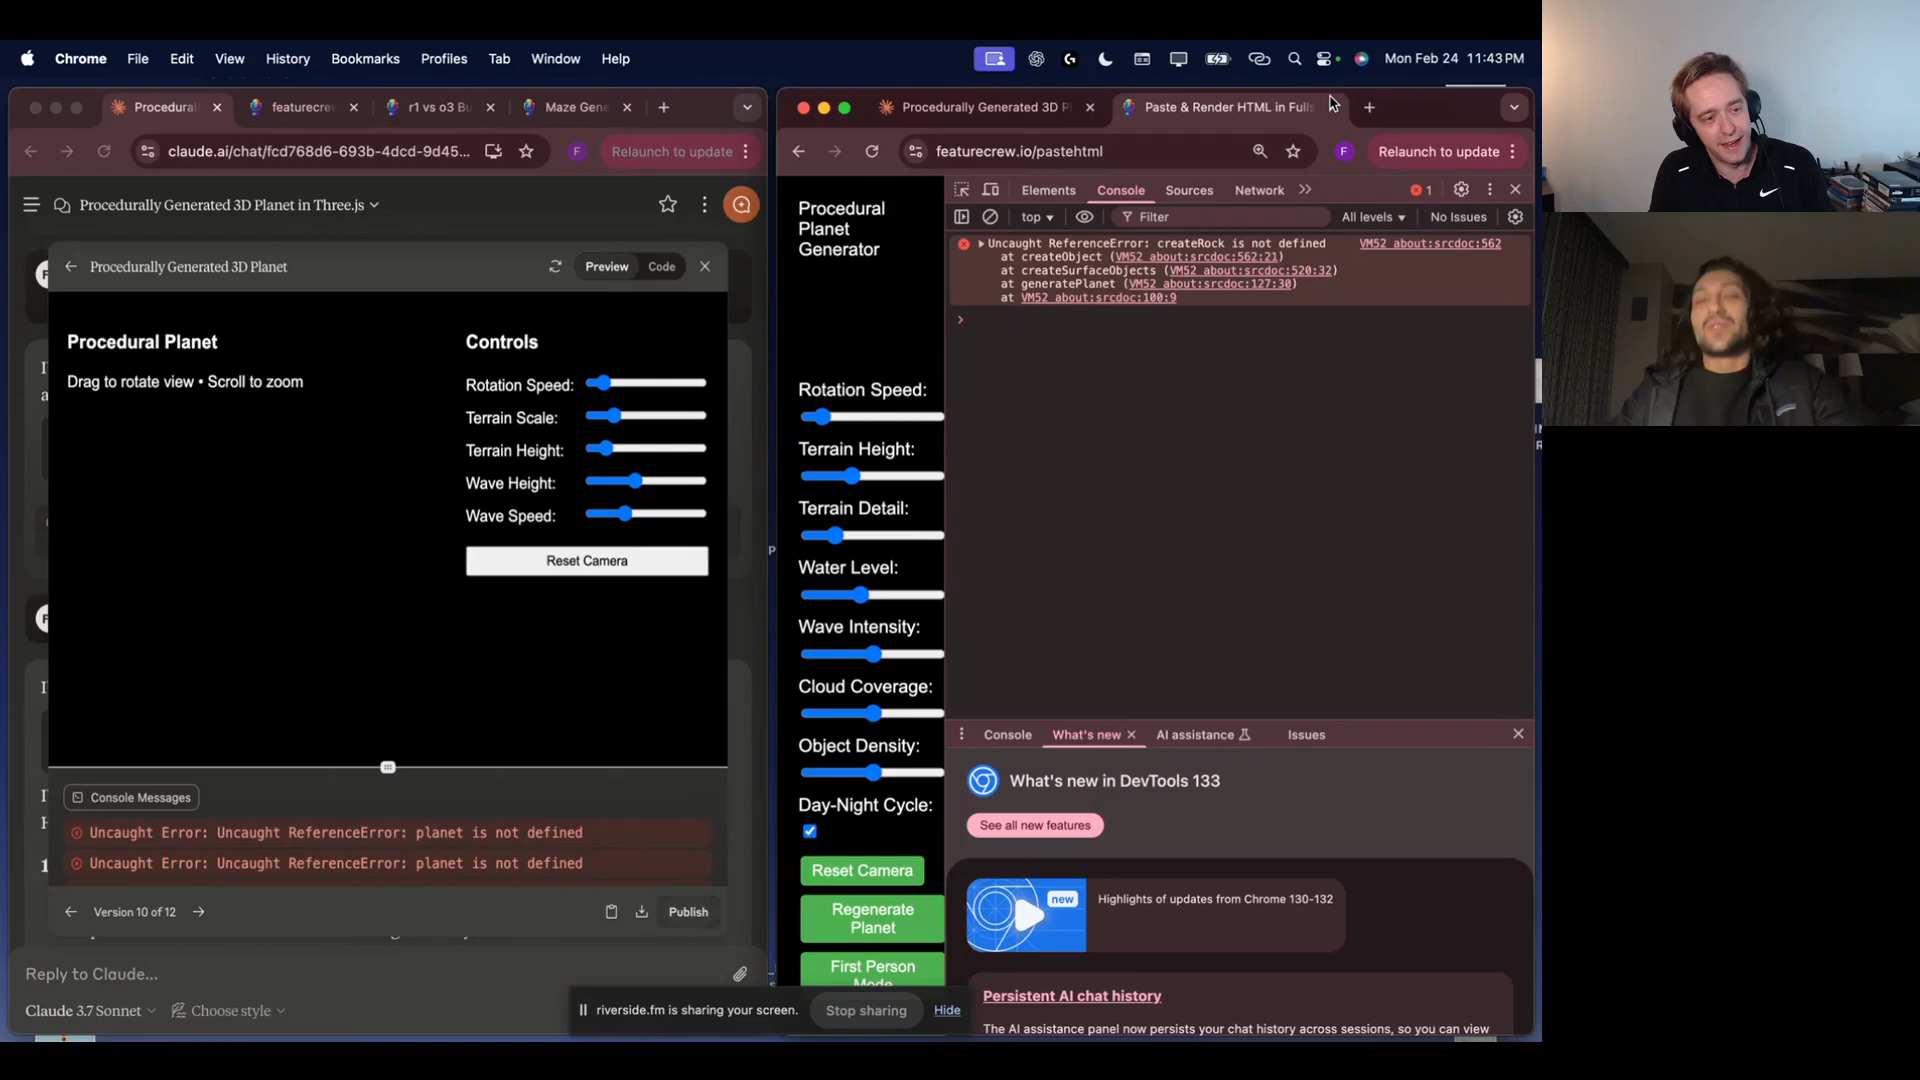 Chrome File Edit View History Bookmarks Profiles Tab Window Help Mon Feb 24 11:43 PM
Procedural featurecre r1 vs o3 Bu Maze Gene
claude.ai/chat/fcd768d6-693b-4dcd-9d45... F Relaunch to update
Procedurally Generated 3D Planet in Three.js
Procedurally Generated 3D Planet Preview Code
Procedural Planet
Drag to rotate view • Scroll to zoom
Controls
Rotation Speed:
Terrain Scale:
Terrain Height:
Wave Height:
Wave Speed:
Reset Camera
Console Messages
Uncaught Error: Uncaught ReferenceError: planet is not defined
Uncaught Error: Uncaught ReferenceError: planet is not defined
Version 10 of 12 Publish
Reply to Claude...
Claude 3.7 Sonnet Choose style
Procedurally Generated 3D P Paste & Render HTML in Fulls
featurecrew.io/pastehtml F Relaunch to update
Procedural
Planet
Generator
Rotation Speed:
Terrain Height:
Terrain Detail:
Water Level:
Wave Intensity:
Cloud Coverage:
Object Density:
Day-Night Cycle:
Reset Camera
Regenerate
Planet
First Person
Mode
Elements Console Sources Network 1
top Filter All levels No Issues
Uncaught ReferenceError: createRock is not defined VM52 about:srcdoc:562
at createObject (VM52 about:srcdoc:562:21)
at createSurfaceObjects (VM52 about:srcdoc:520:32)
at generatePlanet (VM52 about:srcdoc:127:30)
at VM52 about:srcdoc:100:9
Console What's new AI assistance Issues
What's new in DevTools 133
See all new features
new
Highlights of updates from Chrome 130-132
Persistent AI chat history
The AI assistance panel now persists your chat history across sessions, so you can view
riverside.fm is sharing your screen. Stop sharing Hide